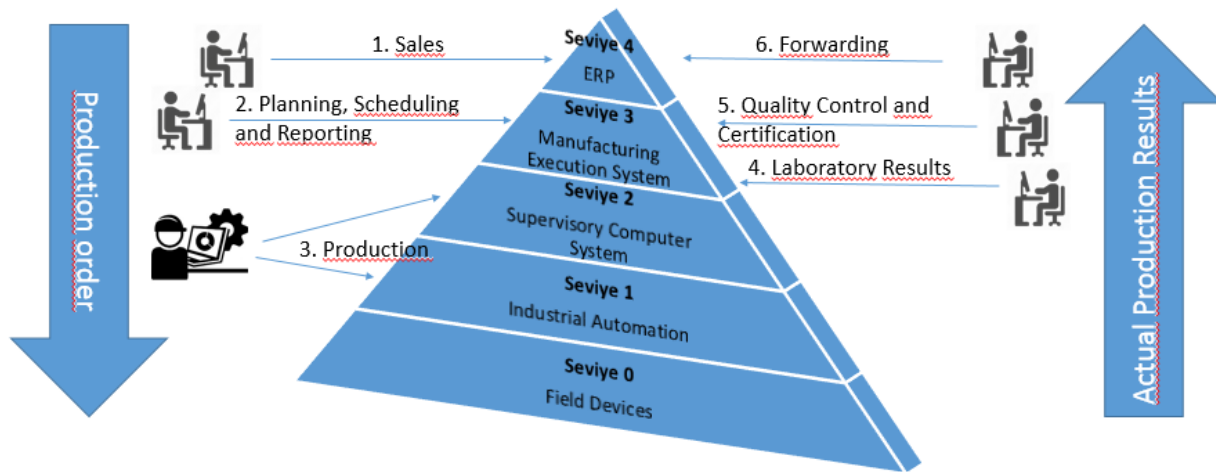 Production order
1. Sales
2. Planning, Scheduling
and Reporting
3. Production
Seviye 4
ERP
Seviye 3
Manufacturing
Execution System
Seviye 2
Supervisory Computer
System
Seviye 1
Industrial Automation
Seviye 0
Field Devices
6. Forwarding
5. Quality Control and
Certification
4. Laboratory Results
Actual Production Results